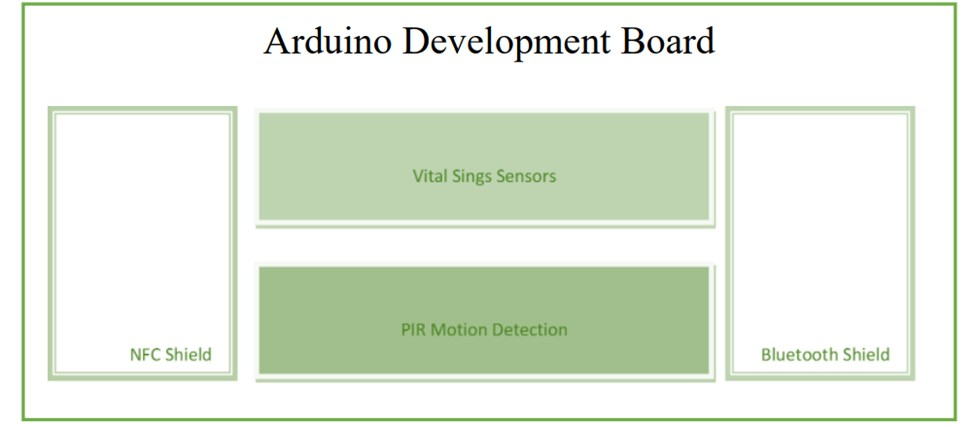 Arduino Development Board
Vital Sings Sensors
PIR Motion Detection
NFC Shield
Bluetooth Shield